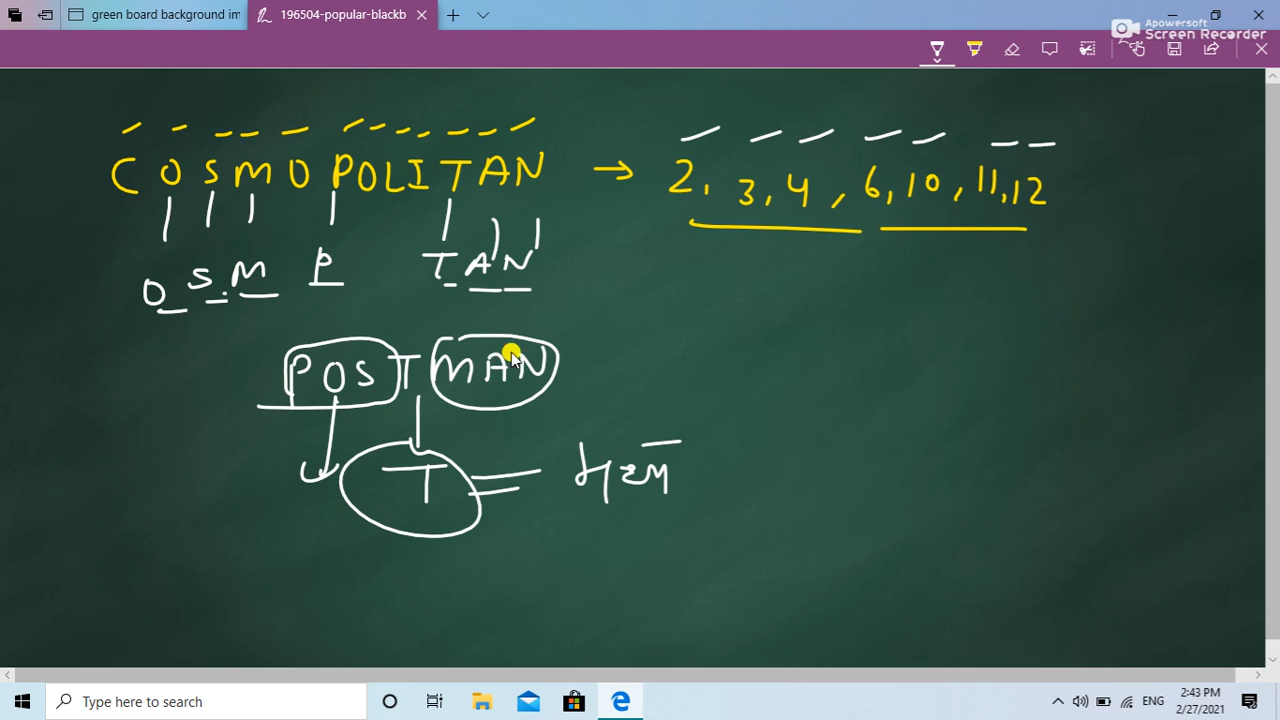 green board background im
196504-popular-blackb
Apowersoft
Screen Recorder
COSMOPOLITAN → 2, 3, 4, 6, 10, 11, 12
O S M P T A N
POSTMAN
T =
Type here to search
ENG
2:43 PM
2/27/2021